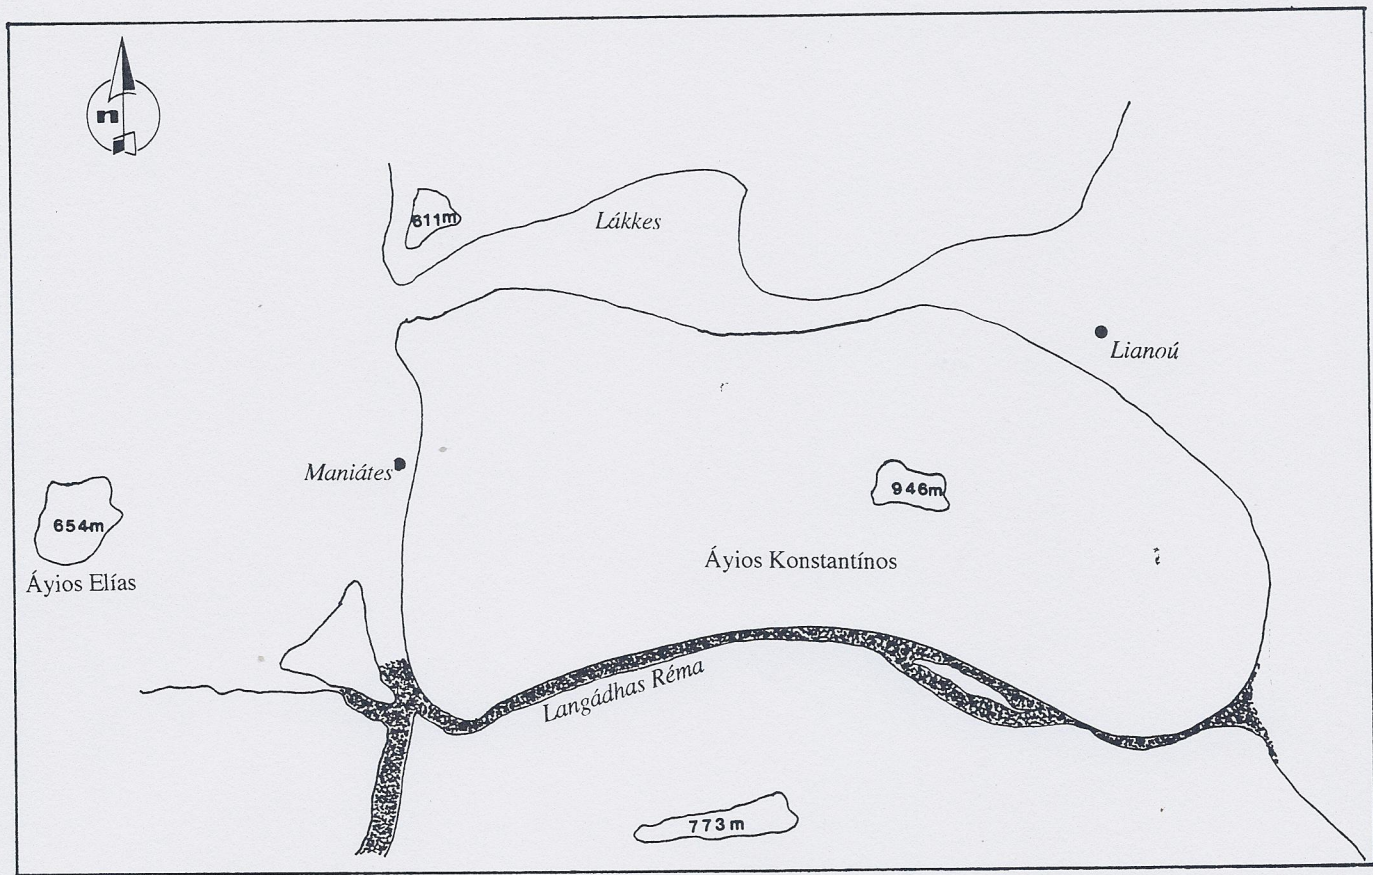 n
611m
Lákkes
Lianoú
Maniátes
946m
654m
Áyios Konstantínos
Áyios Elías
Langádhas Réma
773m